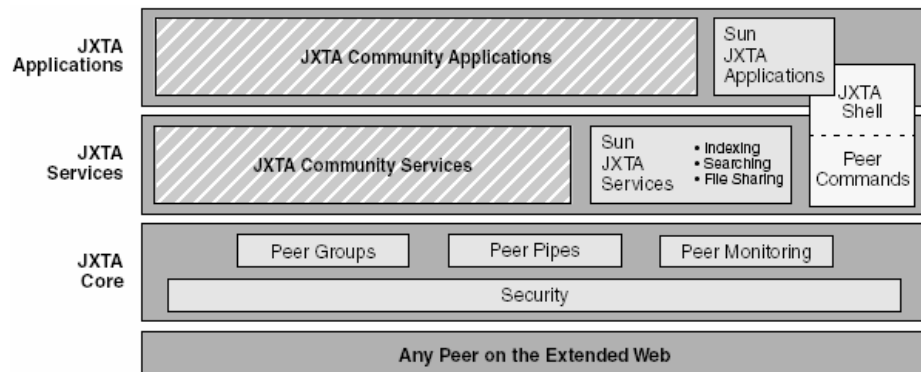 JXTA
Applications
JXTA Community Applications
Sun
JXTA
Applications
JXTA
Shell
Peer
Commands
JXTA
Services
JXTA Community Services
Sun
JXTA
Services
• Indexing
• Searching
• File Sharing
JXTA
Core
Peer Groups
Peer Pipes
Peer Monitoring
Security
Any Peer on the Extended Web